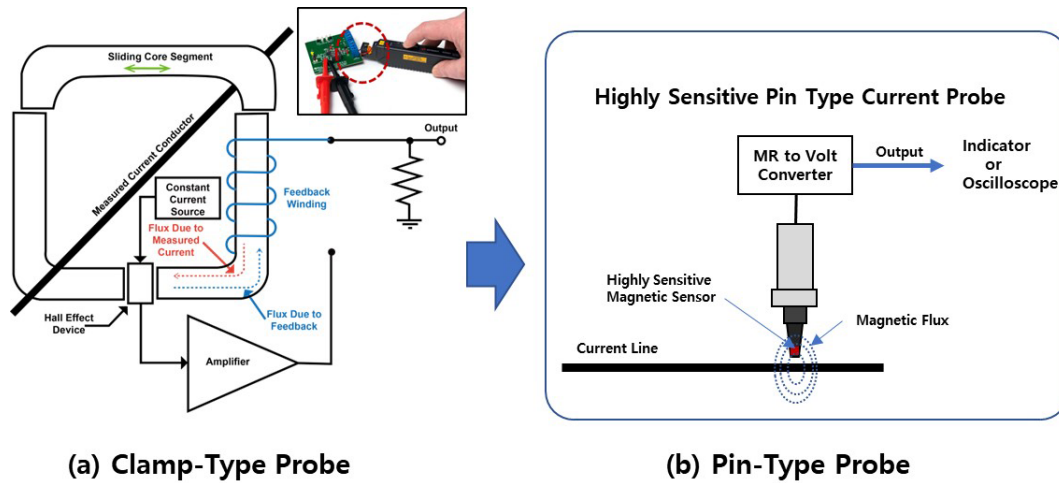 Sliding Core Segment
Measured Current Conductor
Output
Constant
Current
Source
Feedback
Winding
Flux Due to
Measured
Current
Hall Effect
Device
Flux Due to
Feedback
Amplifier
(a) Clamp-Type Probe
Highly Sensitive Pin Type Current Probe
MR to Volt
Converter
Output
Indicator
or
Oscilloscope
Highly Sensitive
Magnetic Sensor
Magnetic Flux
Current Line
(b) Pin-Type Probe